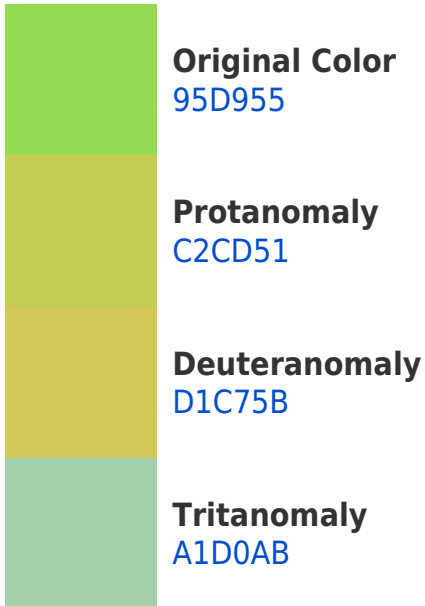 Original Color
95D955
Protanomaly
C2CD51
Deuteranomaly
D1C75B
Tritanomaly
A1D0AB